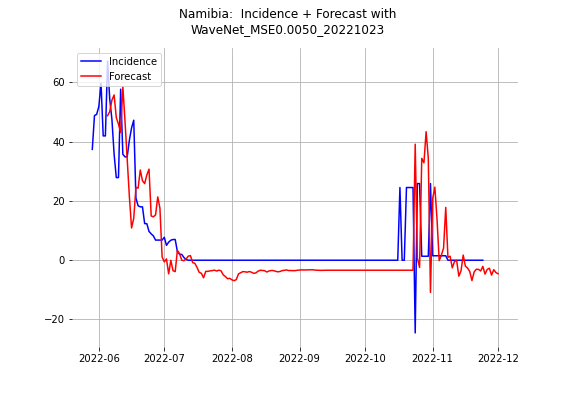 Namibia:  Incidence + Forecast with
WaveNet_MSE0.0050_20221023
Incidence
Forecast
60
40
20
0
−20
2022-06 2022-07 2022-08 2022-09 2022-10 2022-11 2022-12